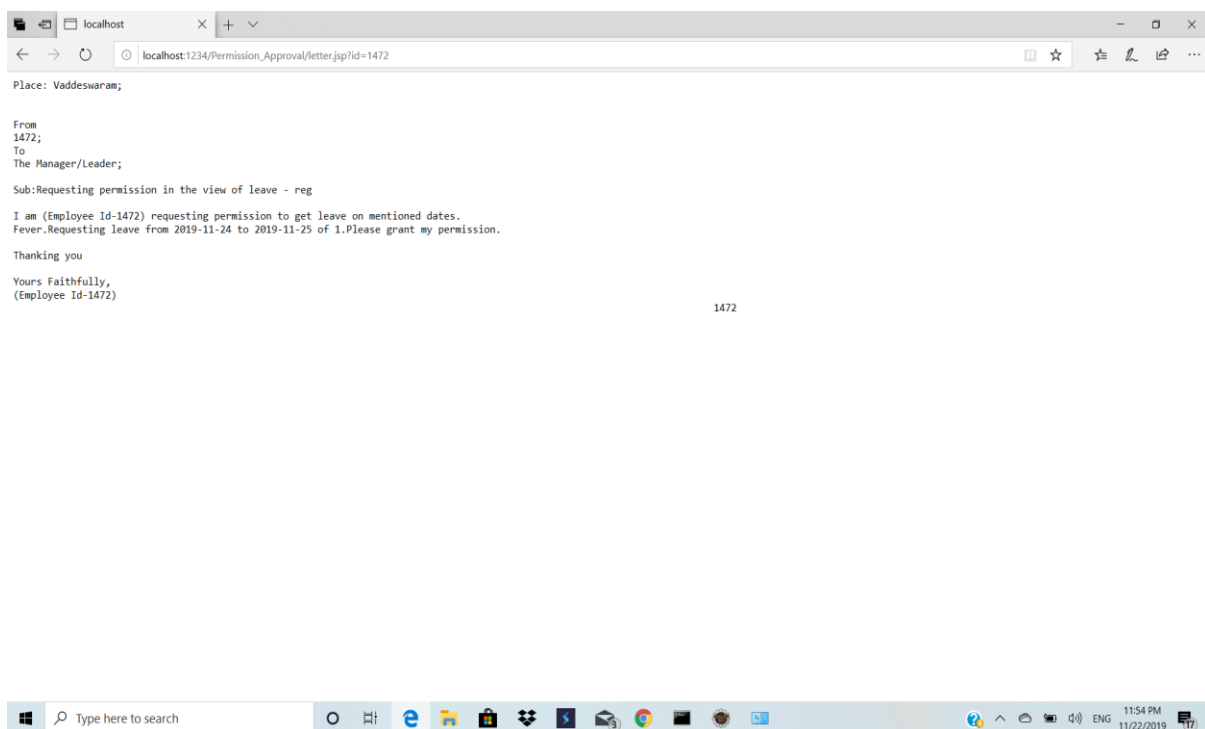 localhost
localhost:1234/Permission_Approval/letter.jsp?id=1472
Place: Vaddeswaram;
From
1472;
To
The Manager/Leader;
Sub:Requesting permission in the view of leave - reg
I am (Employee Id-1472) requesting permission to get leave on mentioned dates.
Fever.Requesting leave from 2019-11-24 to 2019-11-25 of 1.Please grant my permission.
Thanking you
Yours Faithfully,
(Employee Id-1472)
1472
Type here to search
3
ENG
11:54 PM
11/22/2019
17